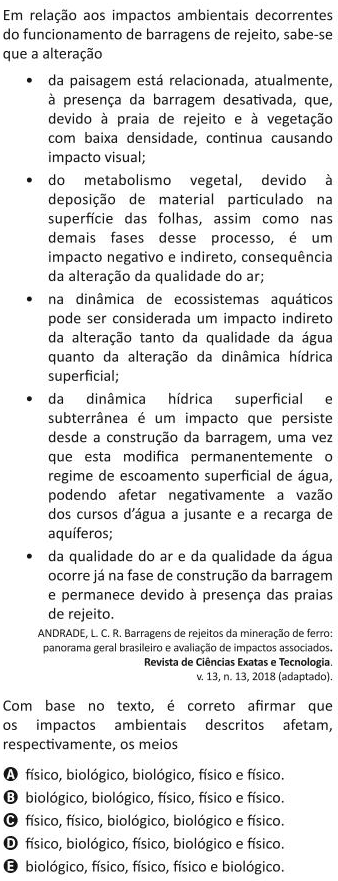 Em relação aos impactos ambientais decorrentes
do funcionamento de barragens de rejeito, sabe-se
que a alteração
• da paisagem está relacionada, atualmente,
à presença da barragem desativada, que,
devido à praia de rejeito e à vegetação
com baixa densidade, continua causando
impacto visual;
• do metabolismo vegetal, devido à
deposição de material particulado na
superfície das folhas, assim como nas
demais fases desse processo, é um
impacto negativo e indireto, consequência
da alteração da qualidade do ar;
• na dinâmica de ecossistemas aquáticos
pode ser considerada um impacto indireto
da alteração tanto da qualidade da água
quanto da alteração da dinâmica hídrica
superficial;
• da dinâmica hídrica superficial e
subterrânea é um impacto que persiste
desde a construção da barragem, uma vez
que esta modifica permanentemente o
regime de escoamento superficial de água,
podendo afetar negativamente a vazão
dos cursos d'água a jusante e a recarga de
aquíferos;
• da qualidade do ar e da qualidade da água
ocorre já na fase de construção da barragem
e permanece devido à presença das praias
de rejeito.
ANDRADE, L. C. R. Barragens de rejeitos da mineração de ferro:
panorama geral brasileiro e avaliação de impactos associados.
Revista de Ciências Exatas e Tecnologia.
v. 13, n. 13, 2018 (adaptado).
Com base no texto, é correto afirmar que
os impactos ambientais descritos afetam,
respectivamente, os meios
A físico, biológico, biológico, físico e físico.
B biológico, biológico, físico, físico e físico.
C físico, físico, biológico, biológico e físico.
D físico, biológico, físico, biológico e físico.
E biológico, físico, físico, físico e biológico.